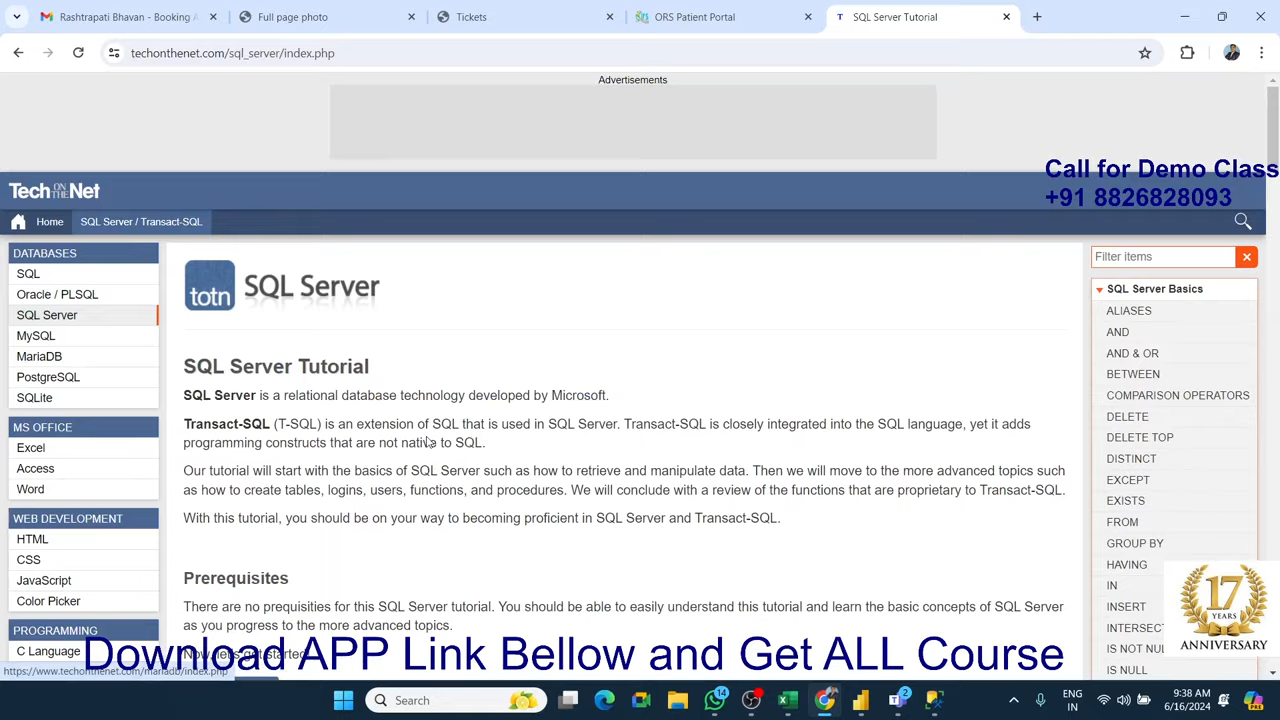 Rashtrapati Bhavan - Booking A
Full page photo
Tickets
ORS Patient Portal
SQL Server Tutorial
techonthenet.com/sql_server/index.php
Advertisements
Call for Demo Class
+91 8826828093
Tech ON THE Net
Home
SQL Server / Transact-SQL
DATABASES
SQL
Oracle / PLSQL
SQL Server
MySQL
MariaDB
PostgreSQL
SQLite
MS OFFICE
Excel
Access
Word
WEB DEVELOPMENT
HTML
CSS
JavaScript
Color Picker
PROGRAMMING
C Language
https://www.techonthenet.com/mariadb/index.php
totn SQL Server
SQL Server Tutorial
SQL Server is a relational database technology developed by Microsoft.
Transact-SQL (T-SQL) is an extension of SQL that is used in SQL Server. Transact-SQL is closely integrated into the SQL language, yet it adds
programming constructs that are not native to SQL.
Our tutorial will start with the basics of SQL Server such as how to retrieve and manipulate data. Then we will move to the more advanced topics such
as how to create tables, logins, users, functions, and procedures. We will conclude with a review of the functions that are proprietary to Transact-SQL.
With this tutorial, you should be on your way to becoming proficient in SQL Server and Transact-SQL.
Prerequisites
There are no prequisities for this SQL Server tutorial. You should be able to easily understand this tutorial and learn the basic concepts of SQL Server
as you progress to the more advanced topics.
Now, let's get started
Filter items
SQL Server Basics
ALIASES
AND
AND & OR
BETWEEN
COMPARISON OPERATORS
DELETE
DELETE TOP
DISTINCT
EXCEPT
EXISTS
FROM
GROUP BY
HAVING
IN
INSERT
INTERSECT
IS NOT NU
IS NULL
17
YEARS
ANNIVERSARY
Download APP Link Bellow and Get ALL Course
Search
14
2
ENG
IN
9:38 AM
6/16/2024